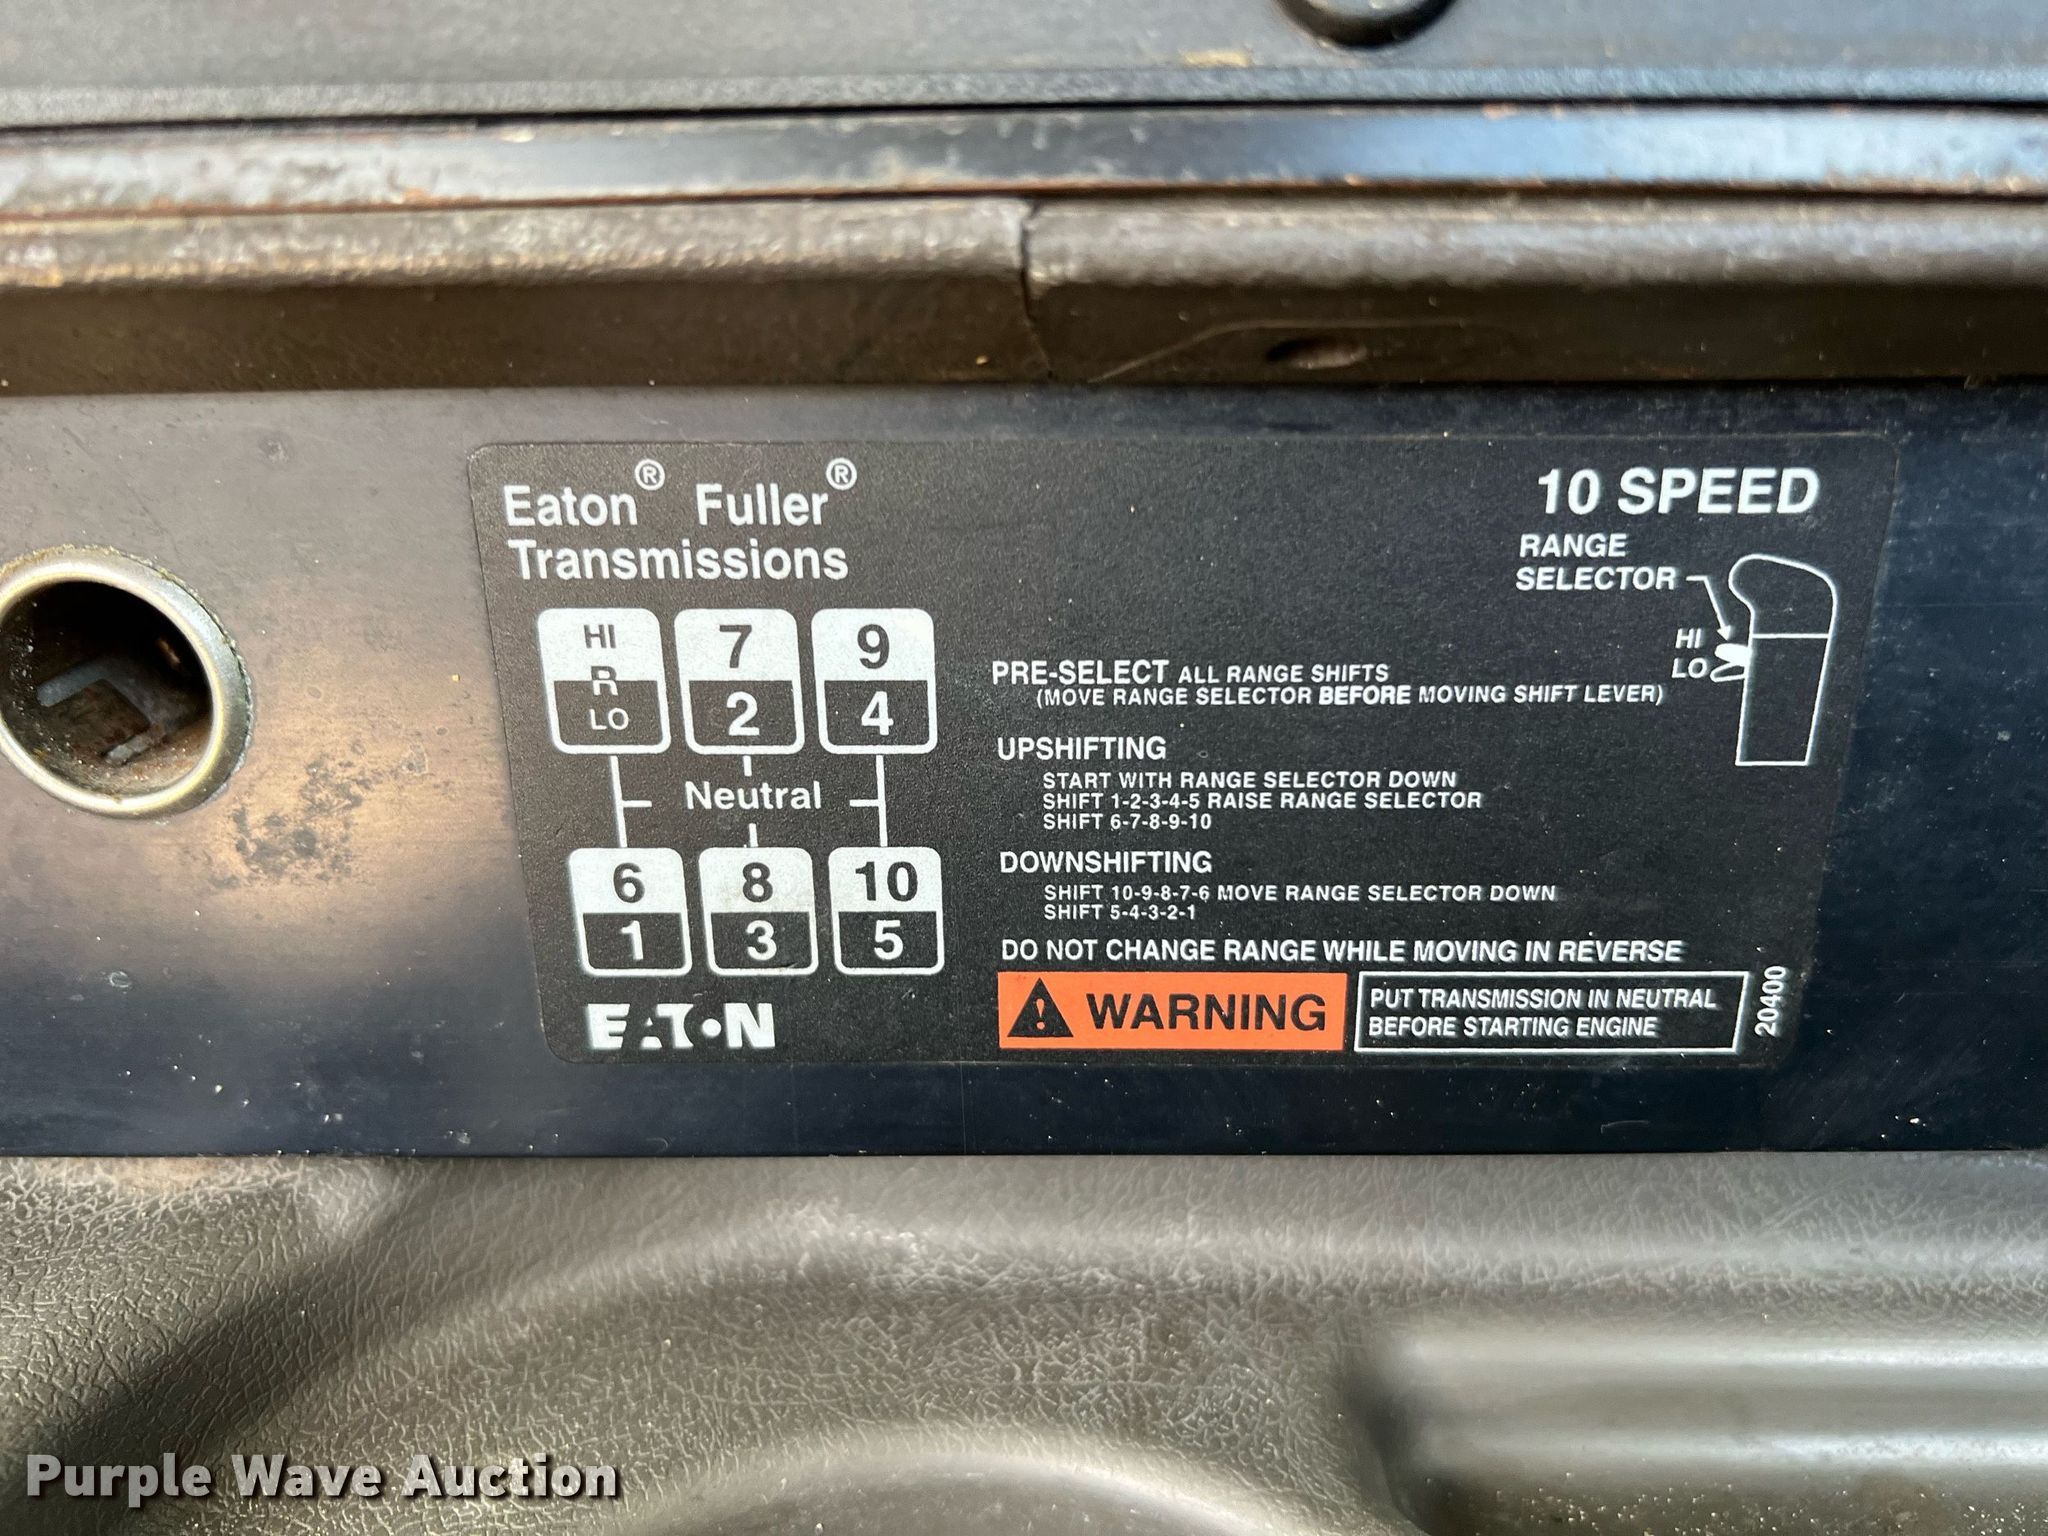 Eaton® Fuller®
Transmissions
10 SPEED
RANGE
SELECTOR
HI
LO
HI
R
LO
7
2
9
4
Neutral
6
1
8
3
10
5
EATON
PRE-SELECT ALL RANGE SHIFTS
(MOVE RANGE SELECTOR BEFORE MOVING SHIFT LEVER)
UPSHIFTING
START WITH RANGE SELECTOR DOWN
SHIFT 1-2-3-4-5 RAISE RANGE SELECTOR
SHIFT 6-7-8-9-10
DOWNSHIFTING
SHIFT 10-9-8-7-6 MOVE RANGE SELECTOR DOWN
SHIFT 5-4-3-2-1
DO NOT CHANGE RANGE WHILE MOVING IN REVERSE
WARNING
PUT TRANSMISSION IN NEUTRAL
BEFORE STARTING ENGINE
20400
Purple Wave Auction